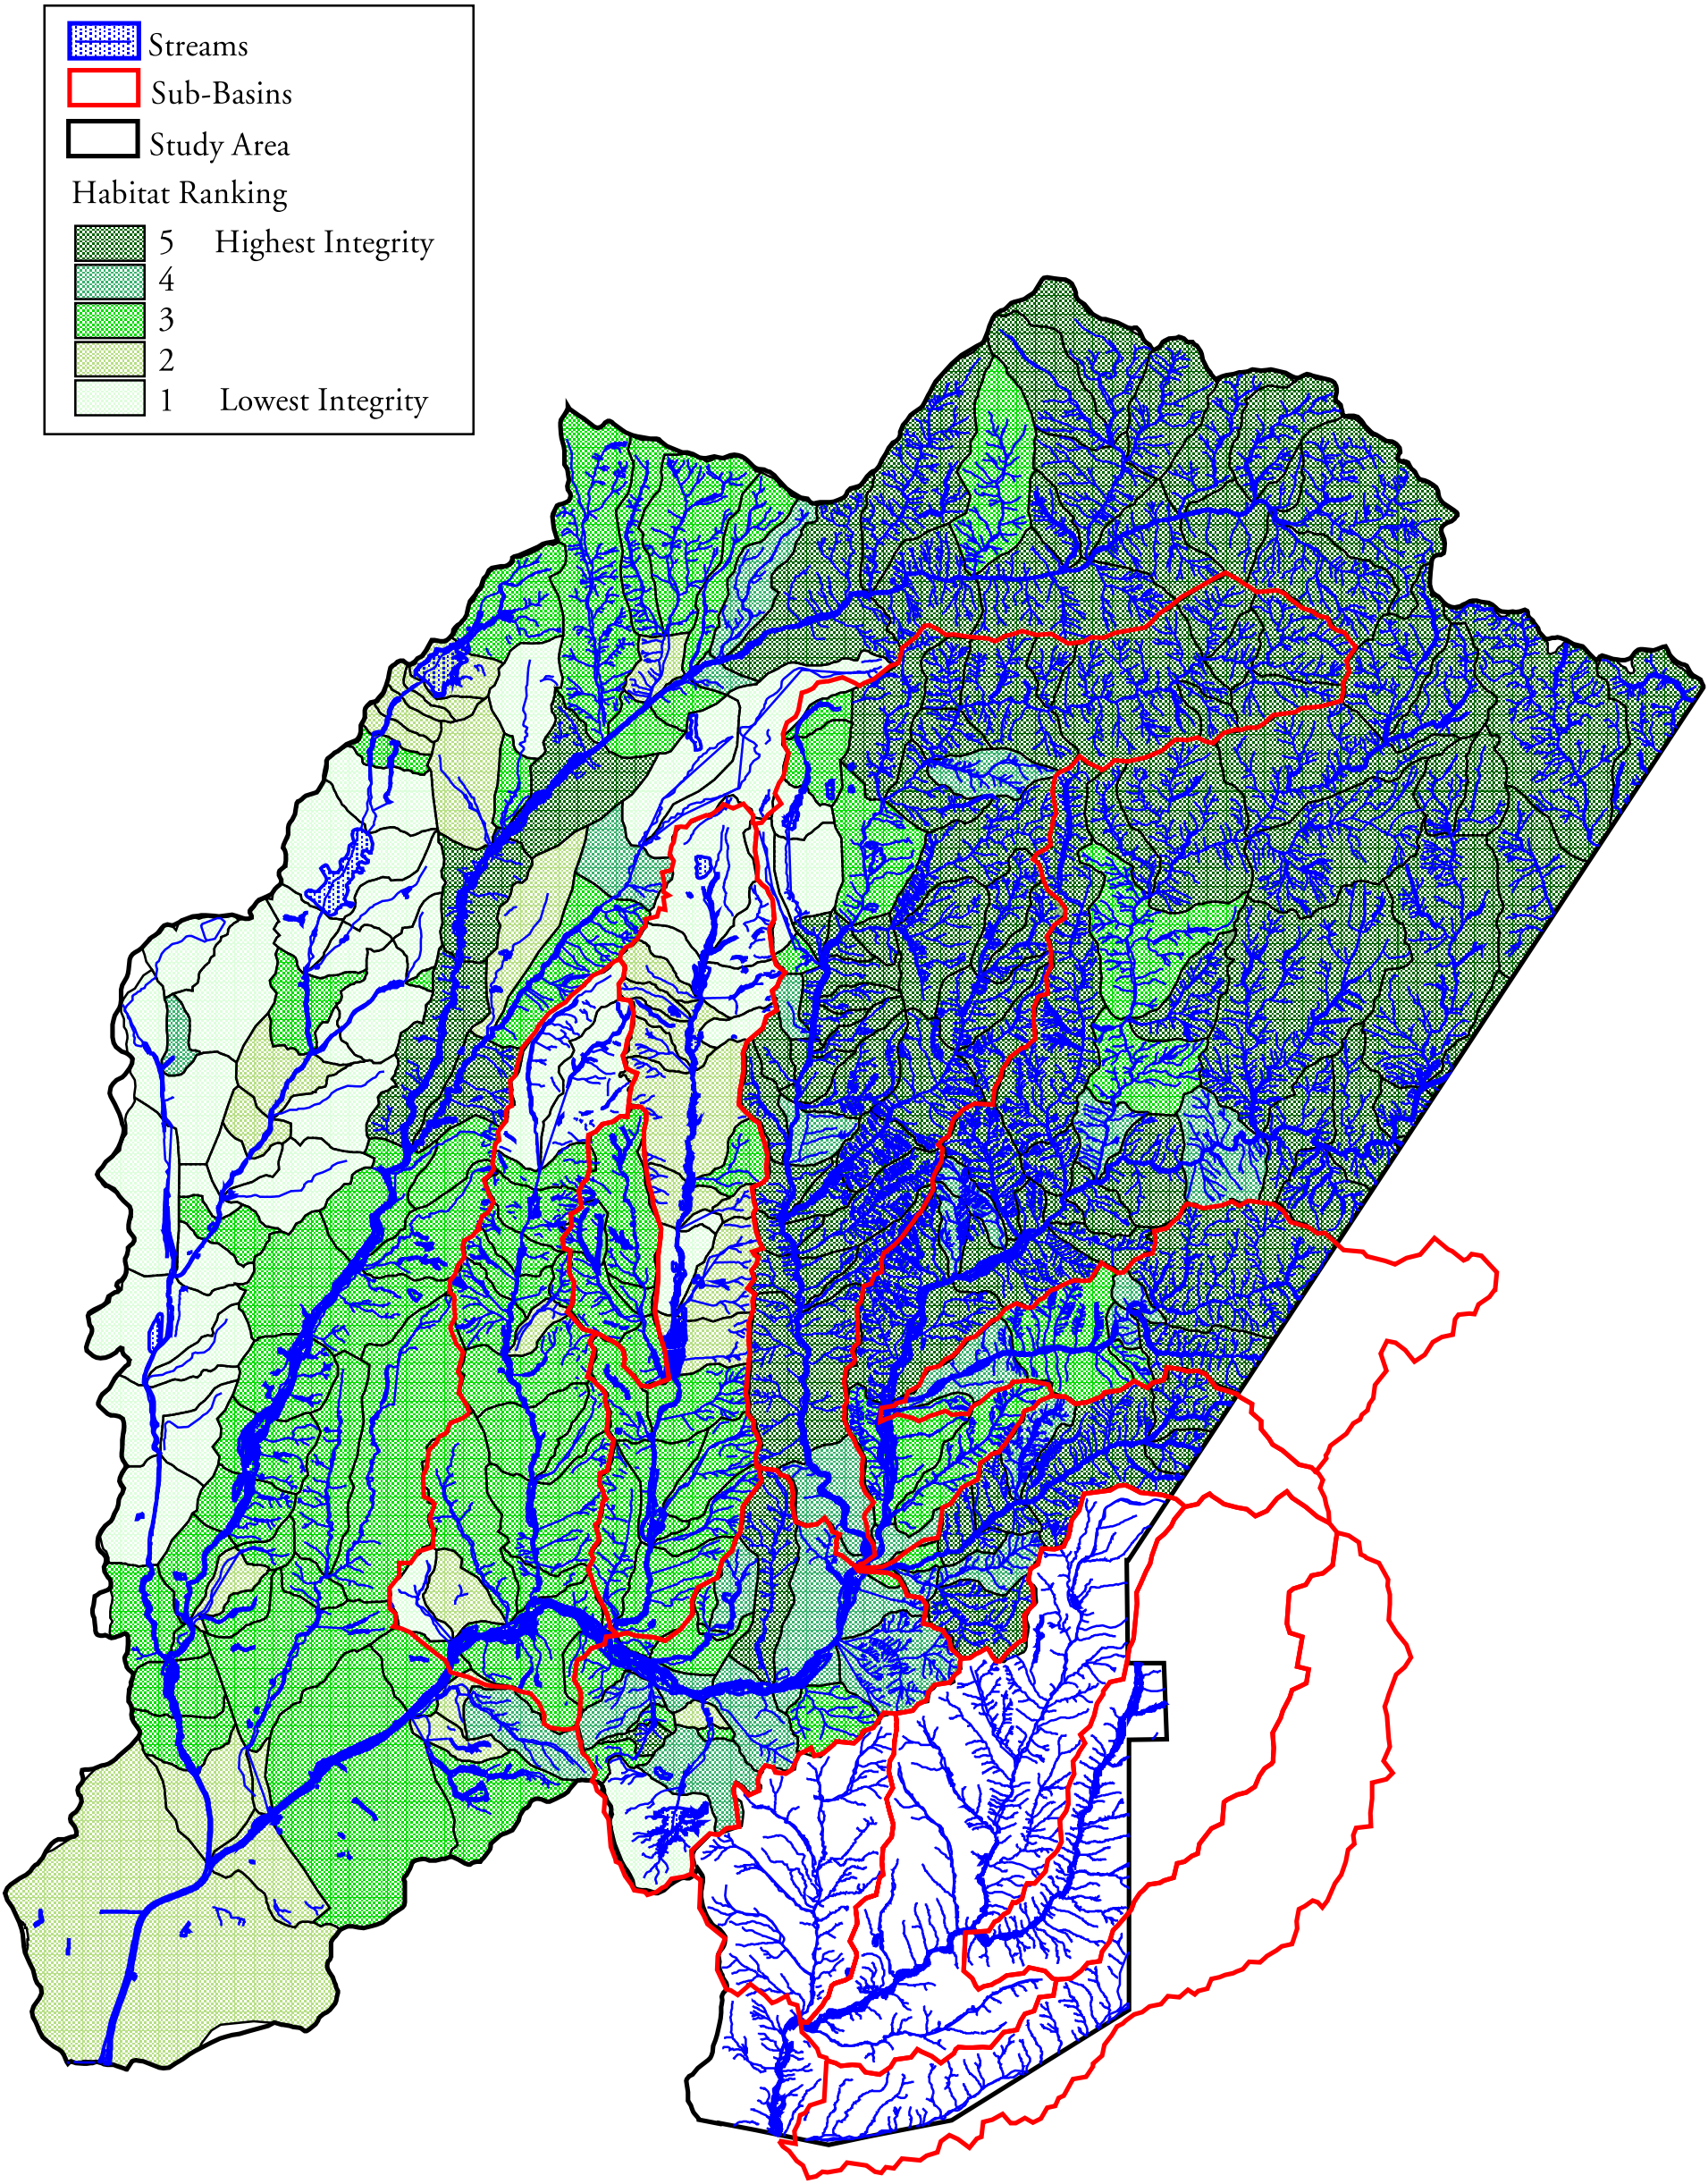 Streams
Sub-Basins
Study Area
Habitat Ranking
5 Highest Integrity
4
3
2
1 Lowest Integrity